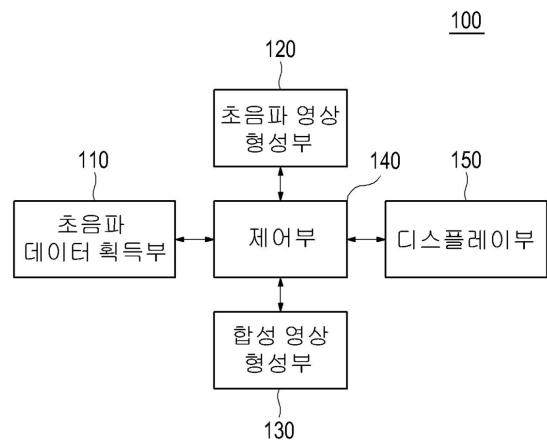 100
120
초음파 영상
형성부
110
초음파
데이터 획득부
140
제어부
150
디스플레이부
합성 영상
형성부
130